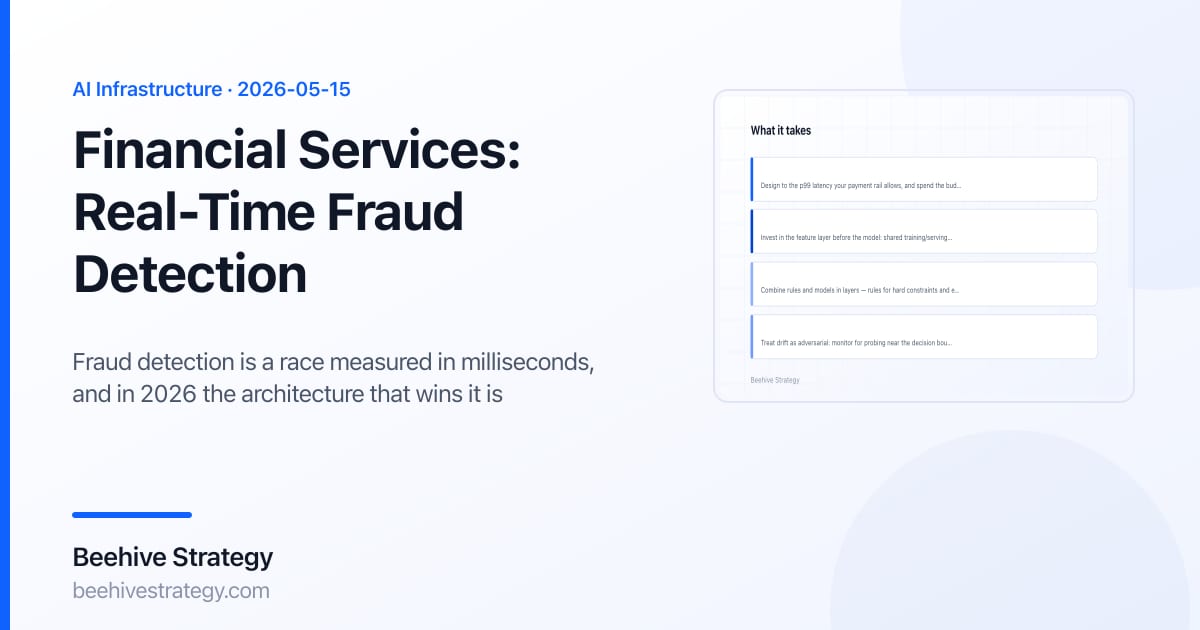 AI Infrastructure · 2026-05-15
Financial Services:
Real-Time Fraud
Detection
Fraud detection is a race measured in milliseconds,
and in 2026 the architecture that wins it is
Beehive Strategy
beehivestrategy.com
What it takes
Design to the p99 latency your payment rail allows, and spend the bud...
Invest in the feature layer before the model: shared training/serving...
Combine rules and models in layers — rules for hard constraints and e...
Treat drift as adversarial: monitor for probing near the decision bou...
Beehive Strategy